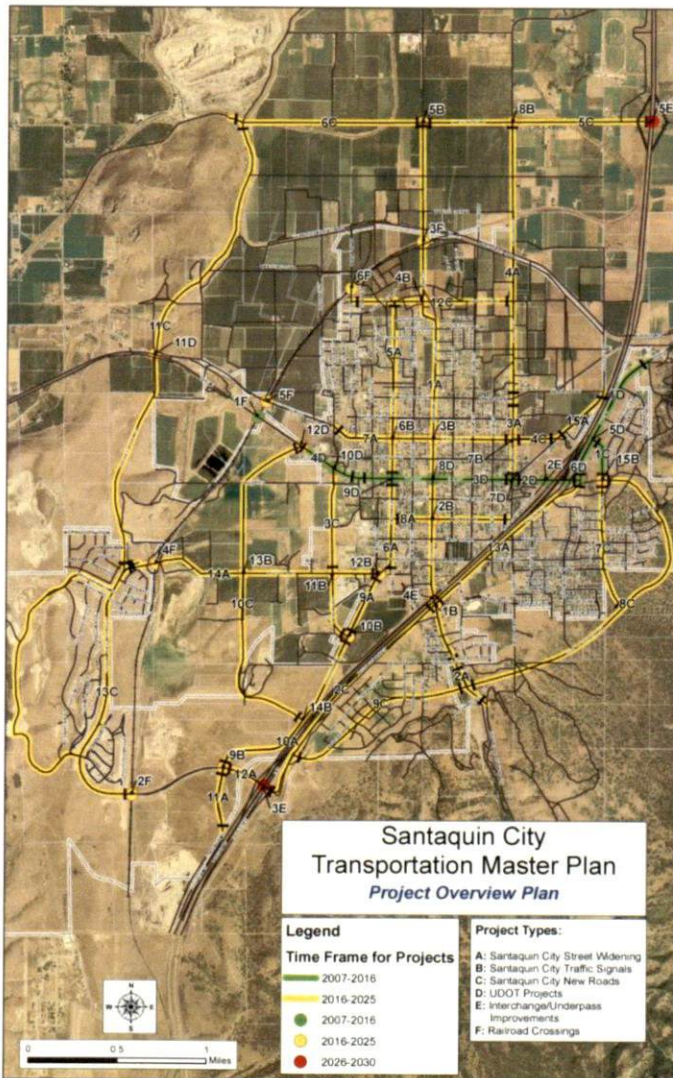 5B
8B
5E
6C
5C
3F
6F
4B
4A
12C
11C
11D
5A
1F
5F
1A
12D
7A
6B
3B
7B
3A
4C
15A
5D
1C
15B
4D
10D
9D
8D
3D
2D
2E
6D
7D
3C
8A
2B
4F
13B
14A
11B
12B
6A
3A
10C
9A
4E
1B
8C
10B
13C
2A
9C
14B
10A
9B
12A
2F
11A
3E
Santaquin City
Transportation Master Plan
Project Overview Plan
Legend
Time Frame for Projects
2007-2016
2016-2025
2007-2016
2016-2025
2026-2030
Project Types:
A: Santaquin City Street Widening
B: Santaquin City Traffic Signals
C: Santaquin City New Roads
D: UDOT Projects
E: Interchange/Underpass
Improvements
F: Railroad Crossings
N
W
E
S
0
0.5
1
Miles